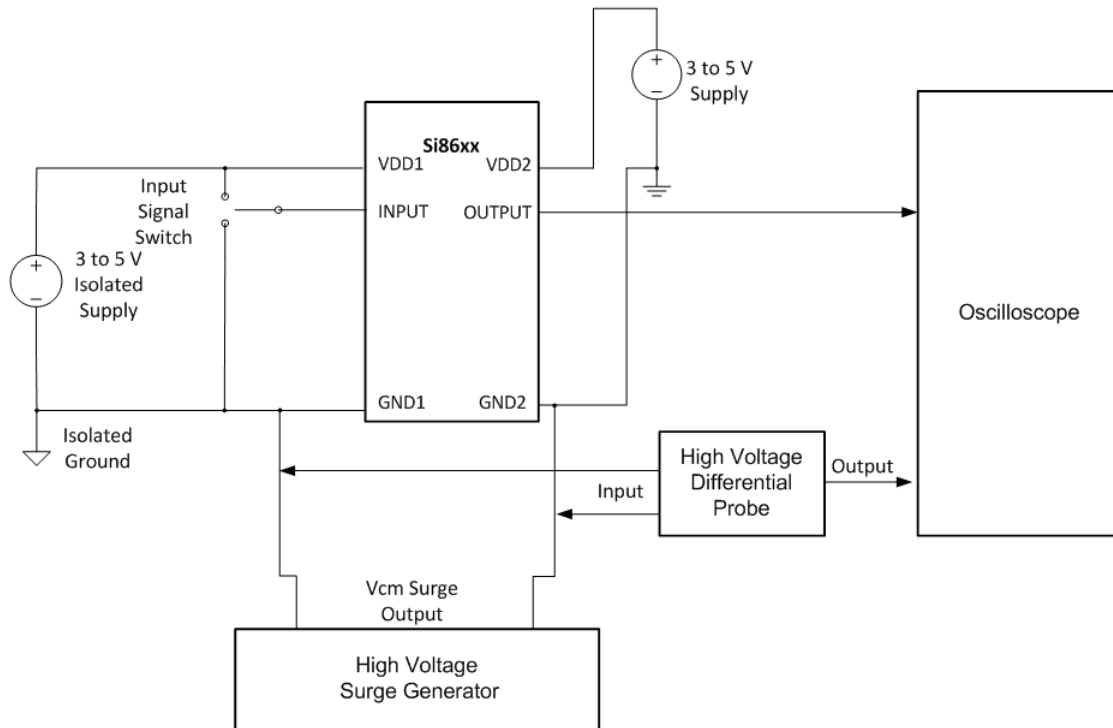 3 to 5 V
Supply
Si86xx
VDD1
VDD2
Input
Signal
Switch
INPUT
OUTPUT
3 to 5 V
Isolated
Supply
+
−
+
−
Oscilloscope
GND1
GND2
Isolated
Ground
High Voltage
Differential
Probe
Input
Output
Vcm Surge
Output
High Voltage
Surge Generator